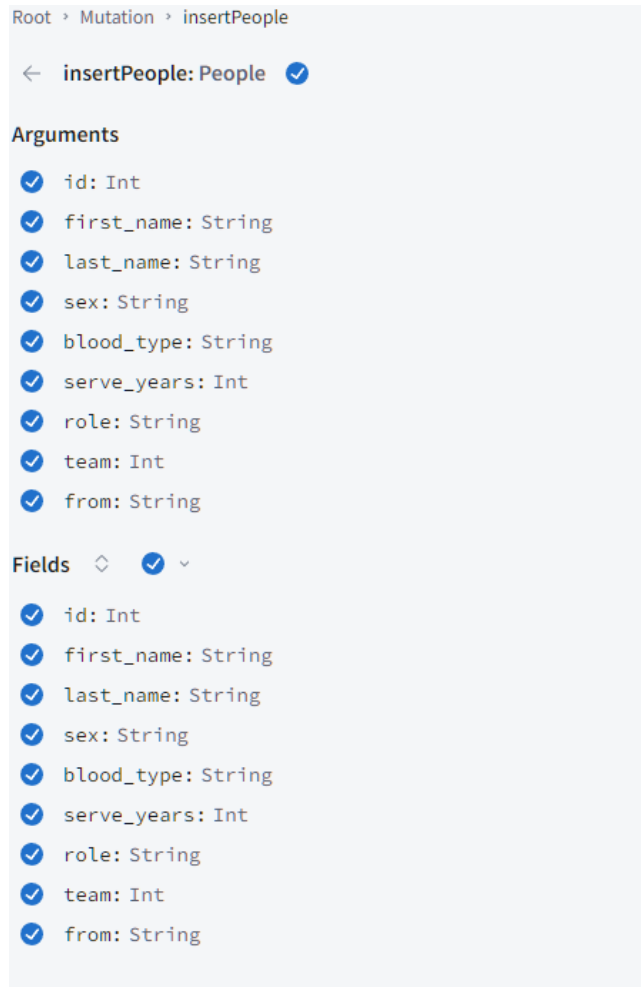 Root › Mutation › insertPeople
← insertPeople: People
Arguments
id: Int
first_name: String
last_name: String
sex: String
blood_type: String
serve_years: Int
role: String
team: Int
from: String
Fields
id: Int
first_name: String
last_name: String
sex: String
blood_type: String
serve_years: Int
role: String
team: Int
from: String